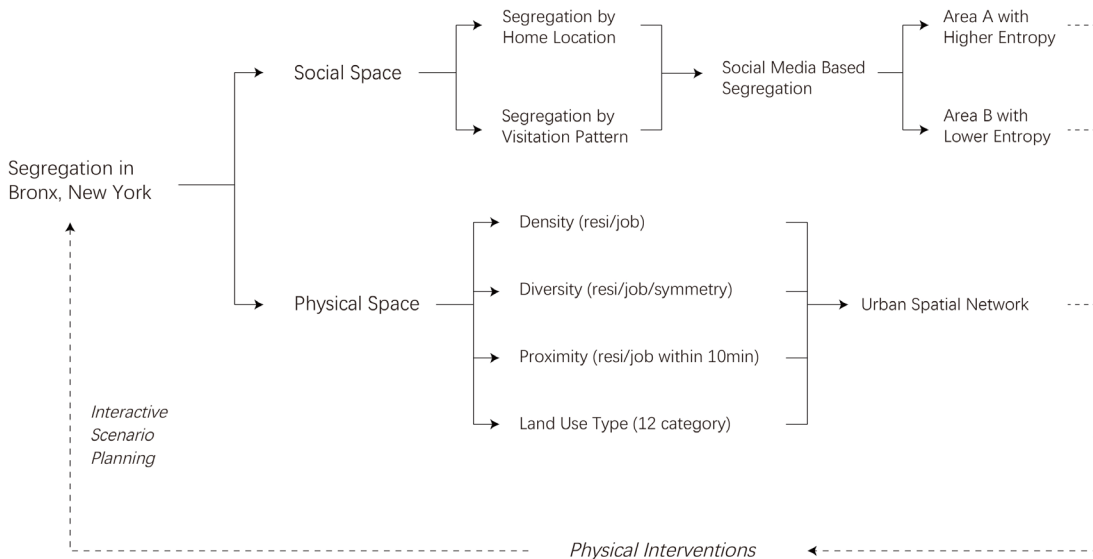 Segregation in
Bronx, New York
Social Space
Segregation by
Home Location
Segregation by
Visitation Pattern
Social Media Based
Segregation
Area A with
Higher Entropy
Area B with
Lower Entropy
Physical Space
Density (resi/job)
Diversity (resi/job/symmetry)
Proximity (resi/job within 10min)
Land Use Type (12 category)
Urban Spatial Network
Interactive
Scenario
Planning
Physical Interventions